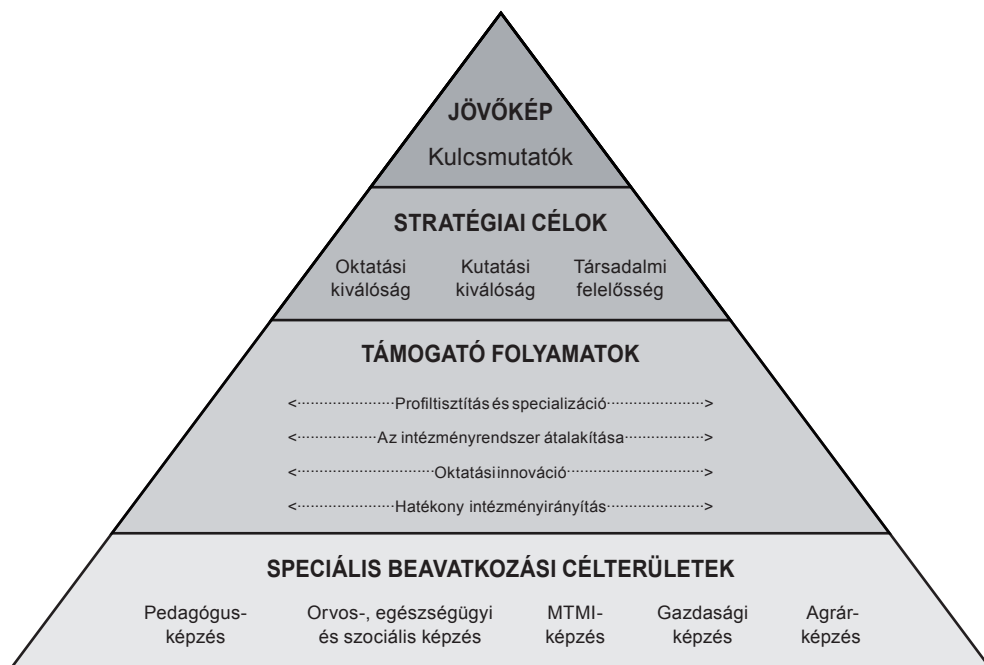 JÖVŐKÉP
Kulcsmutatók
STRATÉGIAI CÉLOK
Oktatási kiválóság
Kutatási kiválóság
Társadalmi felelősség
TÁMOGATÓ FOLYAMATOK
<·····················Profiltisztítás és specializáció·····················>
<·················Az intézményrendszer átalakítása·················>
<······························Oktatási innováció······························>
<·····················Hatékony intézményirányítás·······················>
SPECIÁLIS BEAVATKOZÁSI CÉLTERÜLETEK
Pedagógus-
képzés
Orvos-, egészségügyi
és szociális képzés
MTMI-
képzés
Gazdasági
képzés
Agrár-
képzés